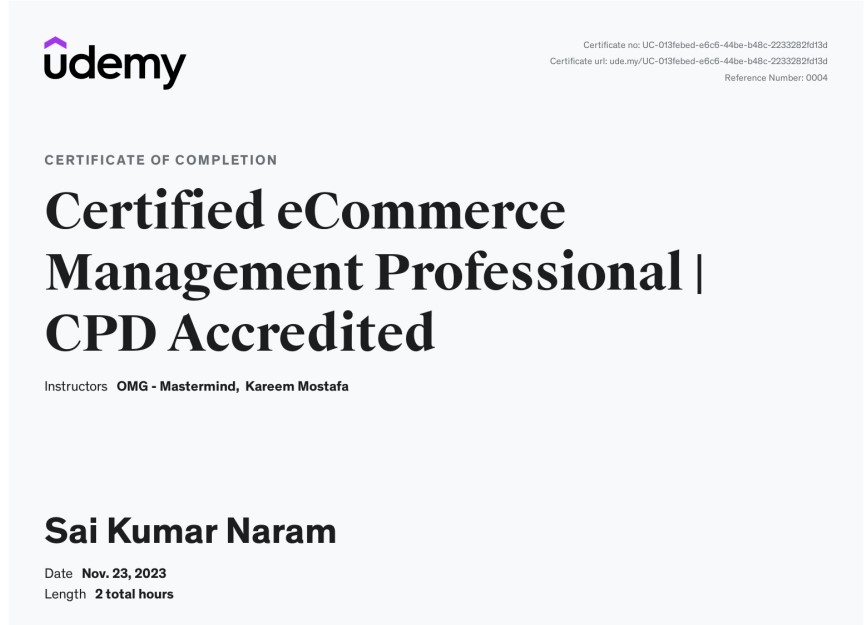 udemy
Certificate no: UC-013febed-e6c6-44be-b48c-2233282fd13d
Certificate url: ude.my/UC-013febed-e6c6-44be-b48c-2233282fd13d
Reference Number: 0004
CERTIFICATE OF COMPLETION
Certified eCommerce
Management Professional |
CPD Accredited
Instructors OMG - Mastermind, Kareem Mostafa
Sai Kumar Naram
Date Nov. 23, 2023
Length 2 total hours